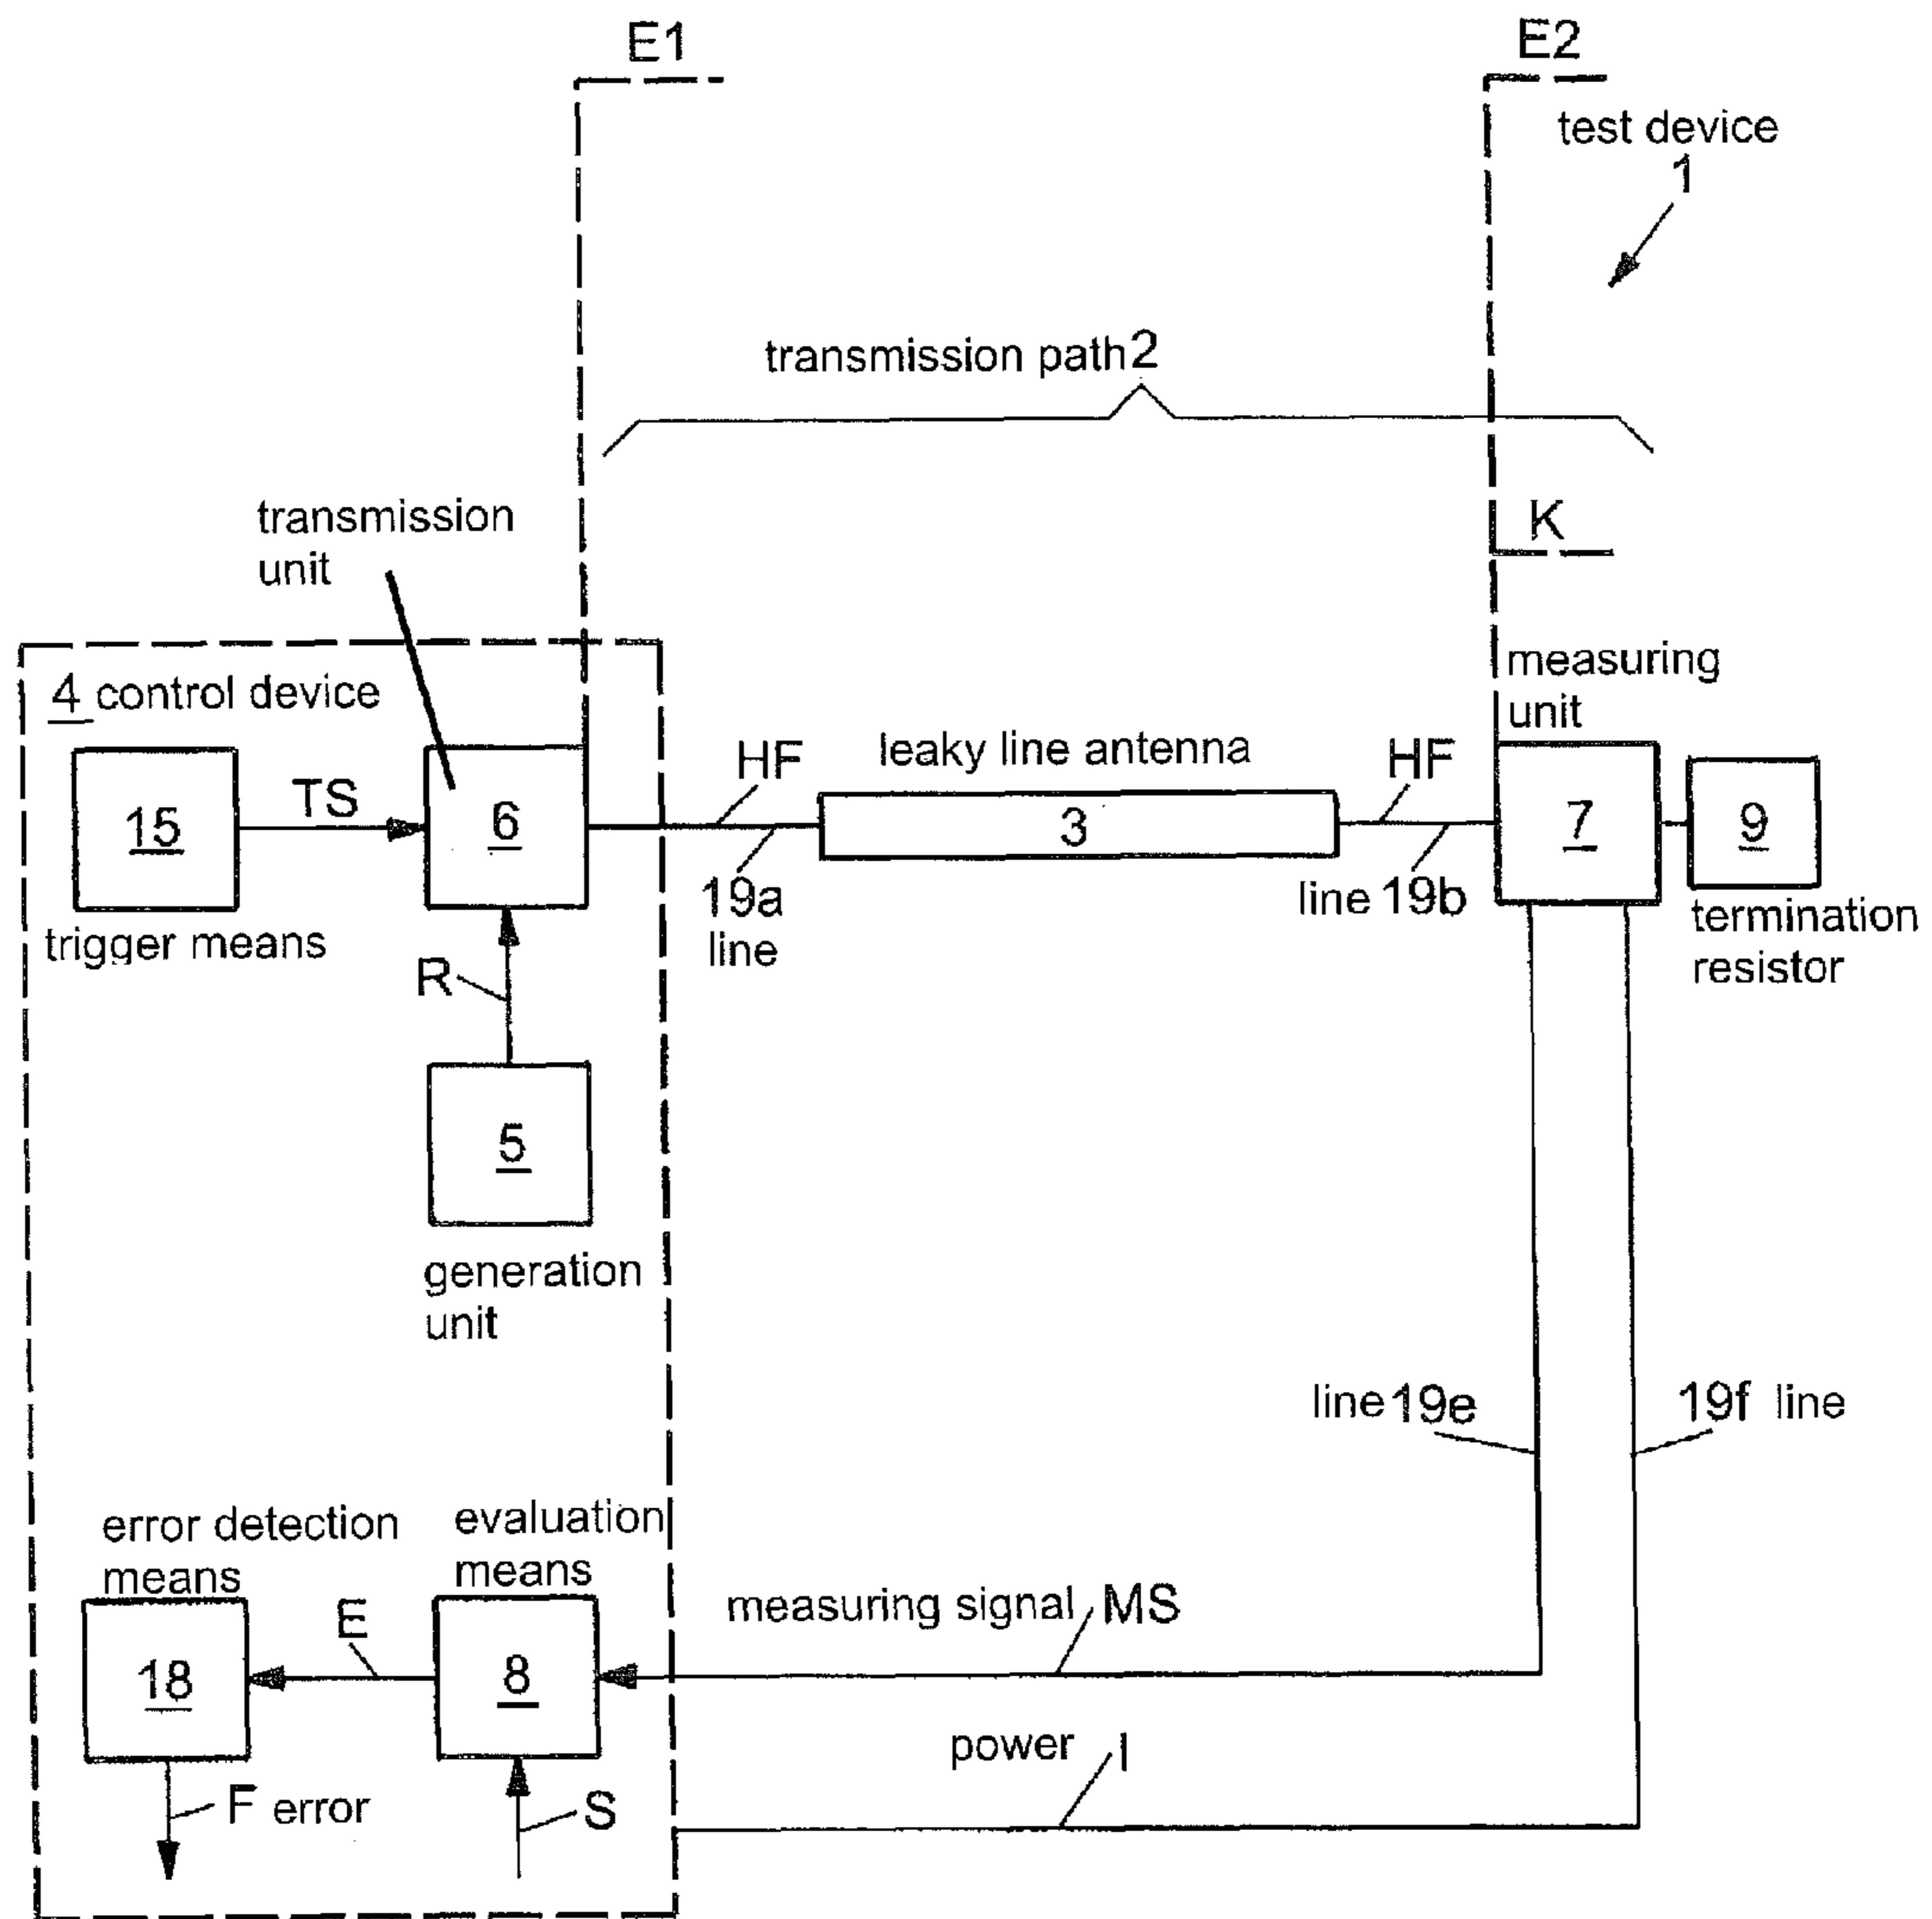 E1
E2
test device
1
transmission path 2
K
transmission
unit
4 control device
measuring
unit
15
TS
6
HF
leaky line antenna
3
HF
7
9
trigger means
19a
line
line 19b
termination
resistor
R
5
generation
unit
line 19e
19f line
error detection
means
evaluation
means
18
E
8
measuring signal MS
power I
F error
S